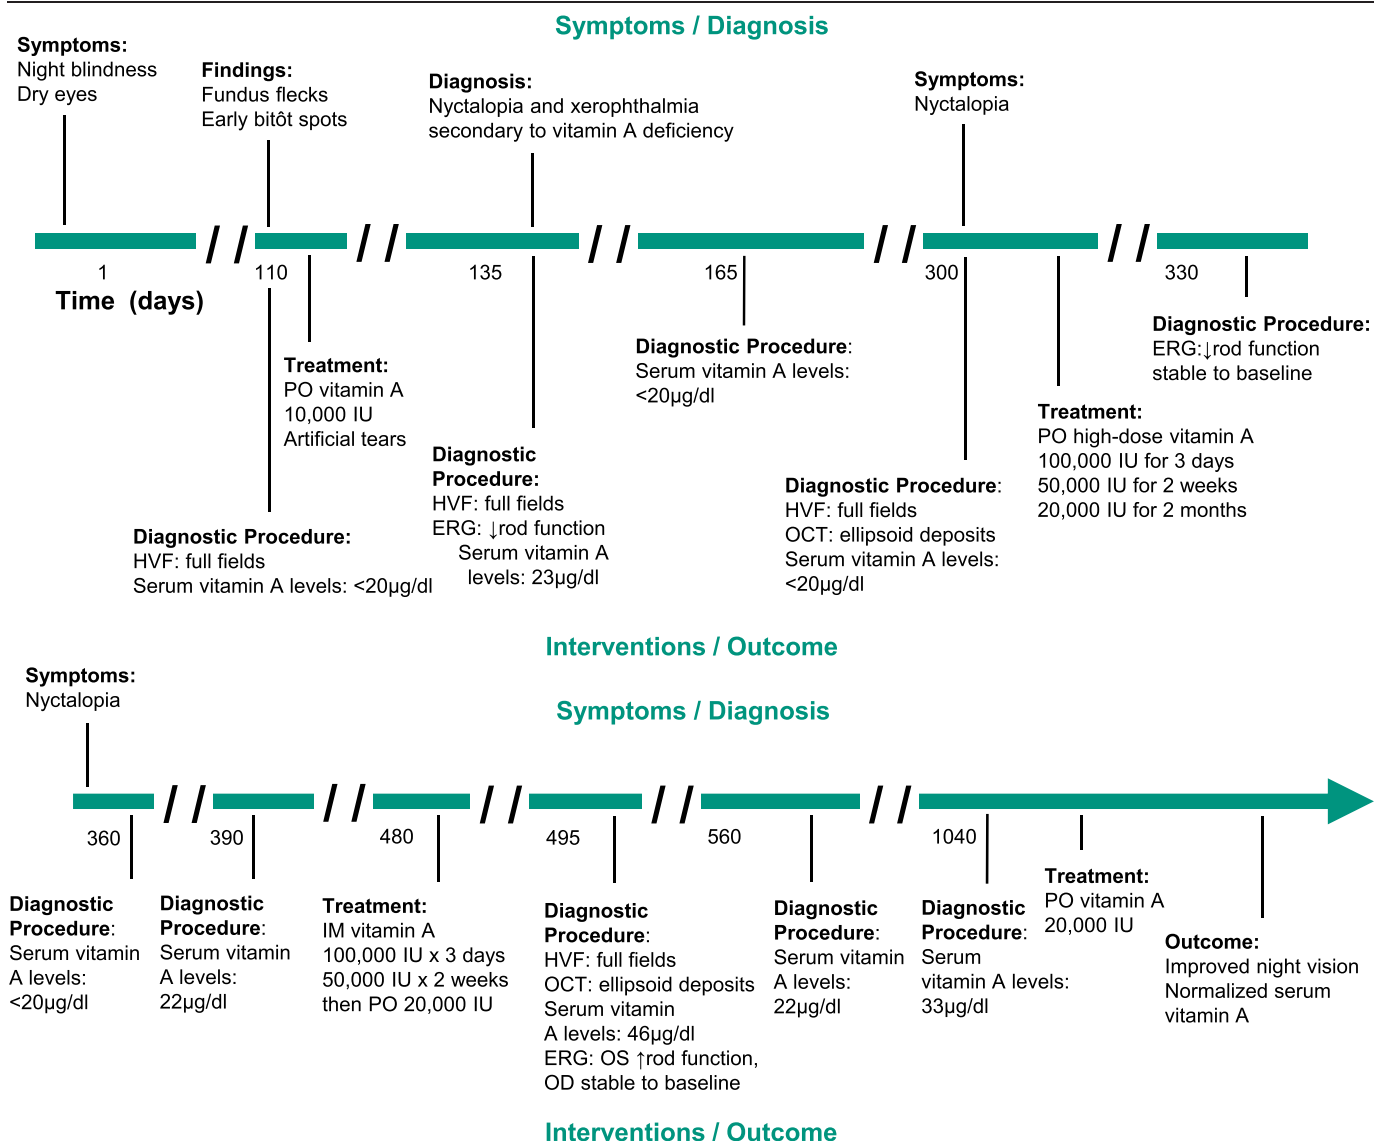 Symptoms / Diagnosis
Symptoms:
Night blindness
Dry eyes
Findings:
Fundus flecks
Early bitôt spots
Diagnosis:
Nyctalopia and xerophthalmia
secondary to vitamin A deficiency
Symptoms:
Nyctalopia
1
110
135
165
300
330
Time (days)
Treatment:
PO vitamin A
10,000 IU
Artificial tears
Diagnostic Procedure:
HVF: full fields
Serum vitamin A levels: <20µg/dl
Diagnostic
Procedure:
HVF: full fields
ERG: ↓rod function
Serum vitamin A
levels: 23µg/dl
Diagnostic Procedure:
Serum vitamin A levels:
<20µg/dl
Diagnostic Procedure:
HVF: full fields
OCT: ellipsoid deposits
Serum vitamin A levels:
<20µg/dl
Treatment:
PO high-dose vitamin A
100,000 IU for 3 days
50,000 IU for 2 weeks
20,000 IU for 2 months
Diagnostic Procedure:
ERG:↓rod function
stable to baseline
Interventions / Outcome
Symptoms / Diagnosis
Symptoms:
Nyctalopia
360
390
480
495
560
1040
Diagnostic
Procedure:
Serum vitamin
A levels:
<20µg/dl
Diagnostic
Procedure:
Serum vitamin
A levels:
22µg/dl
Treatment:
IM vitamin A
100,000 IU x 3 days
50,000 IU x 2 weeks
then PO 20,000 IU
Diagnostic
Procedure:
HVF: full fields
OCT: ellipsoid deposits
Serum vitamin
A levels: 46µg/dl
ERG: OS ↑rod function,
OD stable to baseline
Diagnostic
Procedure:
Serum vitamin
A levels:
22µg/dl
Diagnostic
Procedure:
Serum
vitamin A levels:
33µg/dl
Treatment:
PO vitamin A
20,000 IU
Outcome:
Improved night vision
Normalized serum
vitamin A
Interventions / Outcome